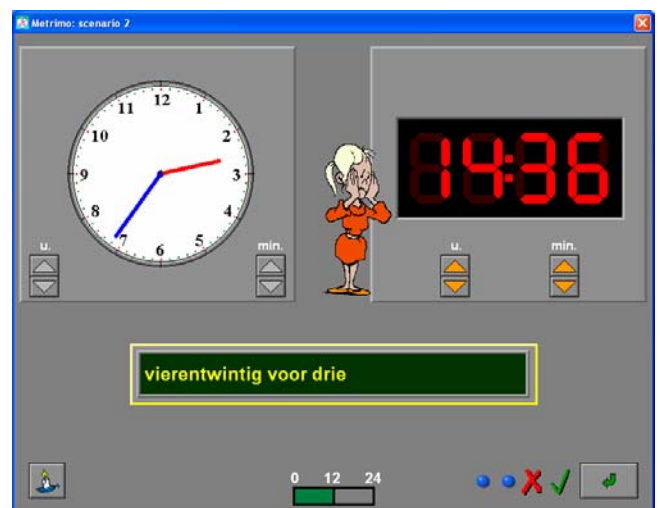 Metrimo: scenario 2
12
1
2
3
4
5
6
7
8
9
10
11
u.
min.
14:36
u.
min.
vierentwintig voor drie
0 12 24